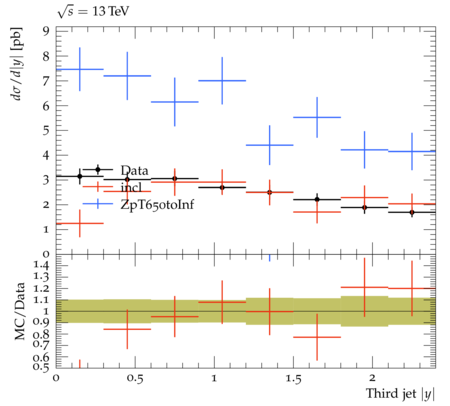 √s = 13 TeV
dσ/d|y| [pb]
9
8
7
6
5
4
3
2
1
0
Data
incl
ZpT650toInf
MC/Data
1.4
1.3
1.2
1.1
1
0.9
0.8
0.7
0.6
0.5
0 0.5 1 1.5 2
Third jet |y|